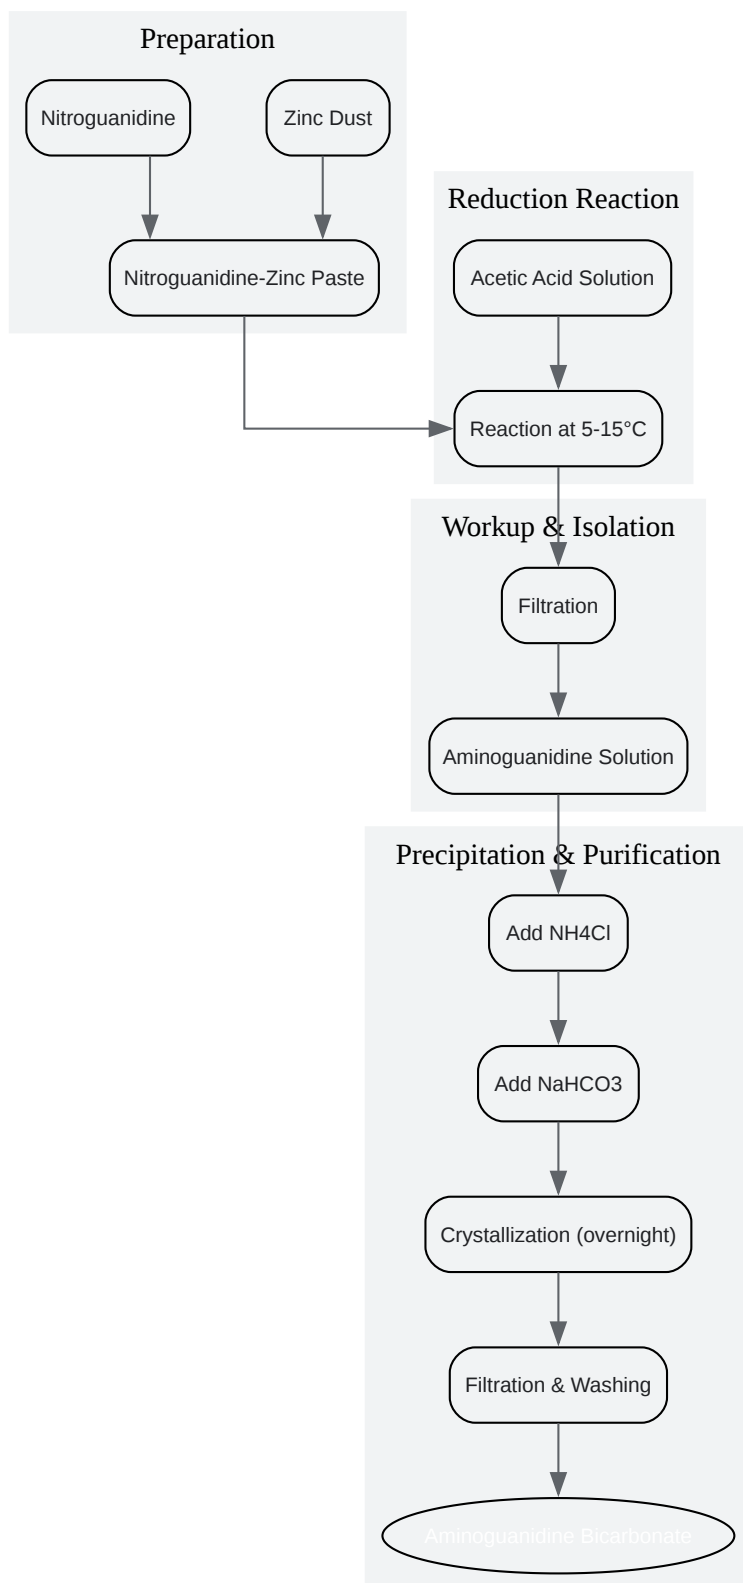 Preparation
Nitroguanidine
Zinc Dust
Nitroguanidine-Zinc Paste
Reduction Reaction
Acetic Acid Solution
Reaction at 5-15°C
Workup & Isolation
Filtration
Aminoguanidine Solution
Precipitation & Purification
Add NH4Cl
Add NaHCO3
Crystallization (overnight)
Filtration & Washing
Aminoguanidine Bicarbonate